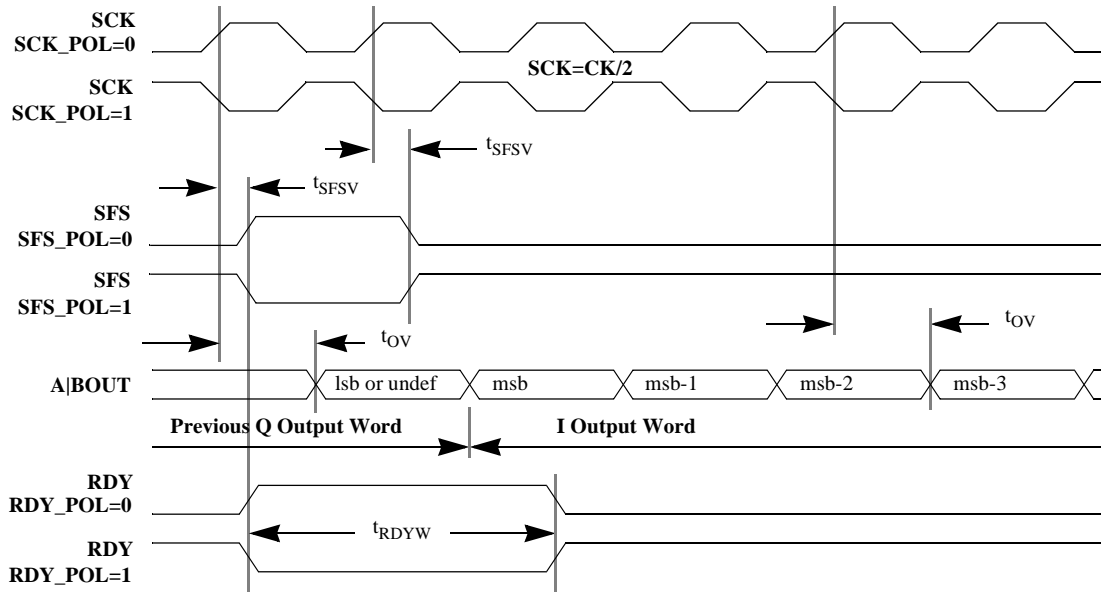 SCK
SCK_POL=0
SCK=CK/2
SCK
SCK_POL=1
tSFSV
tSFSV
SFS
SFS_POL=0
SFS
SFS_POL=1
tOV
tOV
A|BOUT
lsb or undef
msb
msb-1
msb-2
msb-3
Previous Q Output Word
I Output Word
RDY
RDY_POL=0
tRDYW
RDY
RDY_POL=1